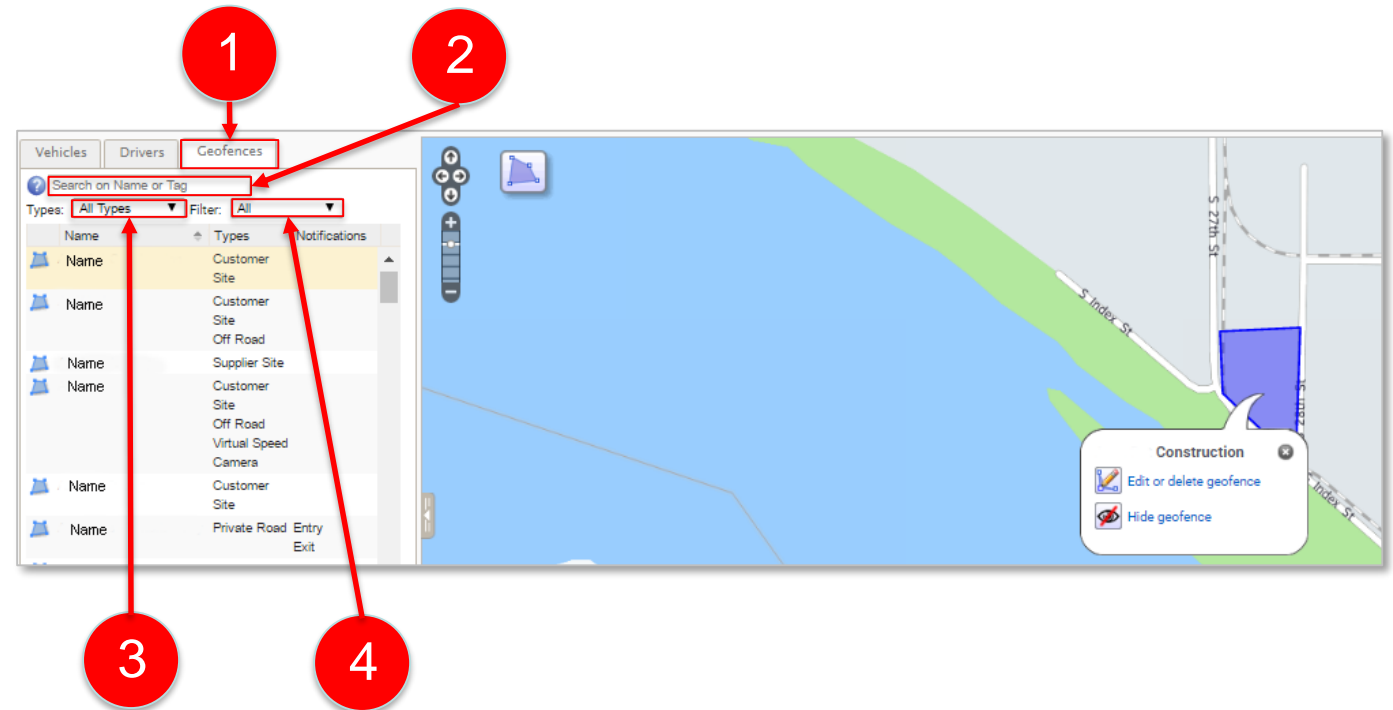 1
2
Vehicles Drivers Geofences
Search on Name or Tag
Types: All Types Filter: All
Name Types Notifications
Name Customer
Site
Name Customer
Site
Off Road
Name Supplier Site
Name Customer
Site
Off Road
Virtual Speed
Camera
Name Customer
Site
Name Private Road Entry
Exit
S 27th St
S Index St
28th St
Construction
Edit or delete geofence
Hide geofence
Index St
3
4